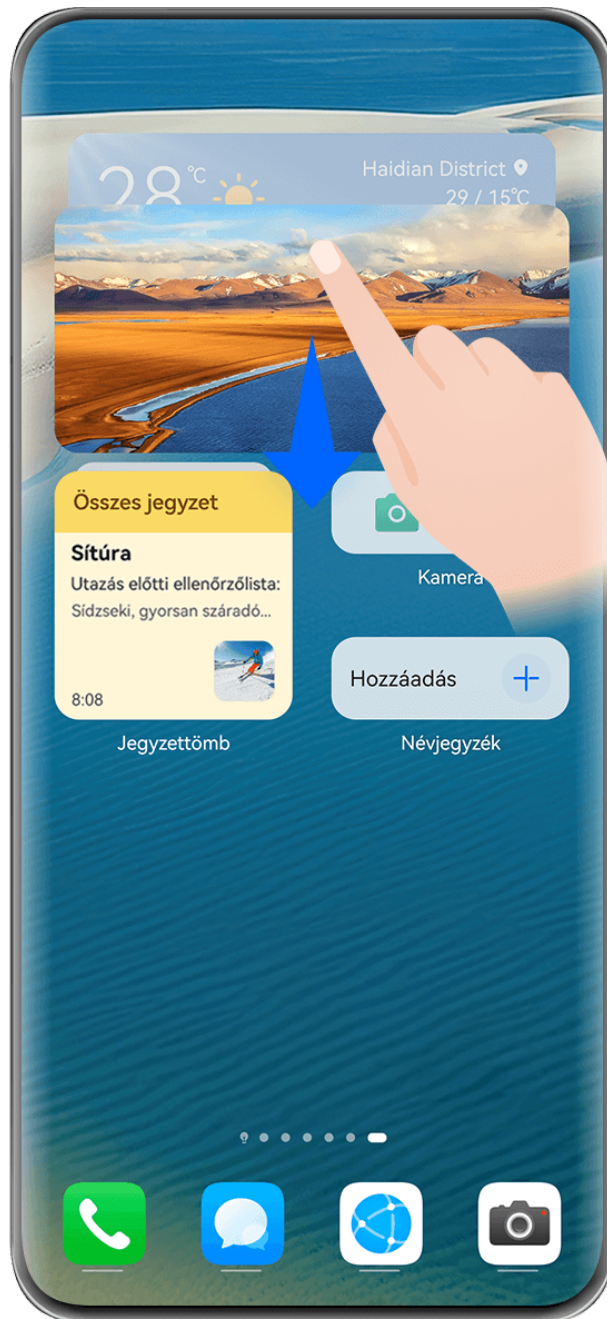 28°C
Haidian District
29 / 15°C
Összes jegyzet
Sítúra
Utazás előtti ellenőrzőlista:
Sídzseki, gyorsan száradó...
8:08
Kamera
Hozzáadás
Jegyzettömb
Névjegyzék